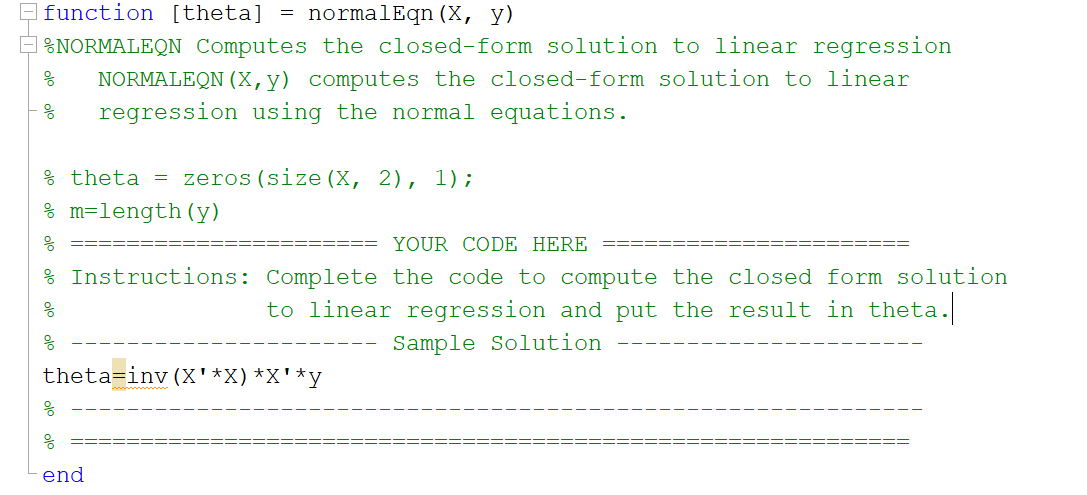 function [theta] = normalEqn(X, y)
%NORMALEQN Computes the closed-form solution to linear regression
%   NORMALEQN(X,y) computes the closed-form solution to linear
%   regression using the normal equations.
% theta = zeros(size(X, 2), 1);
% m=length(y)
% ====================== YOUR CODE HERE ======================
% Instructions: Complete the code to compute the closed form solution
%               to linear regression and put the result in theta.
% ---------------------- Sample Solution ----------------------
theta=inv(X'*X)*X'*y
% -------------------------------------------------------------
% ============================================================
end